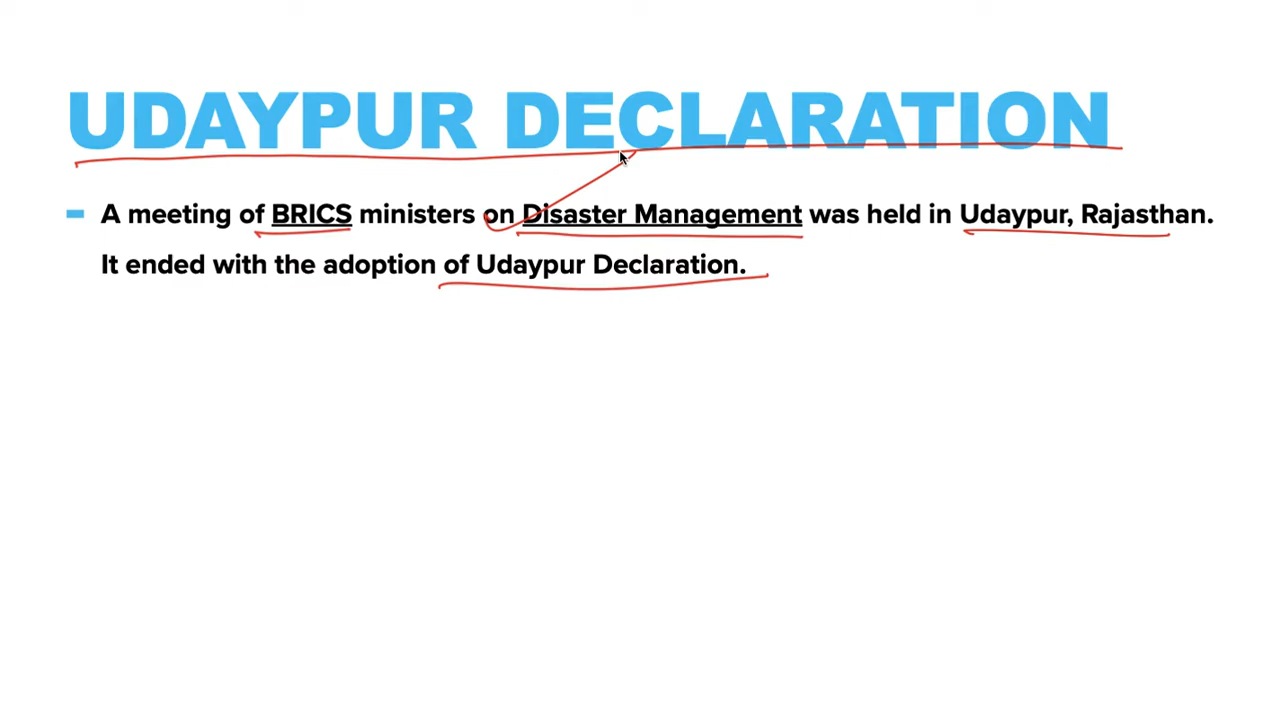 UDAYPUR DECLARATION
A meeting of BRICS ministers on Disaster Management was held in Udaypur, Rajasthan.
It ended with the adoption of Udaypur Declaration.